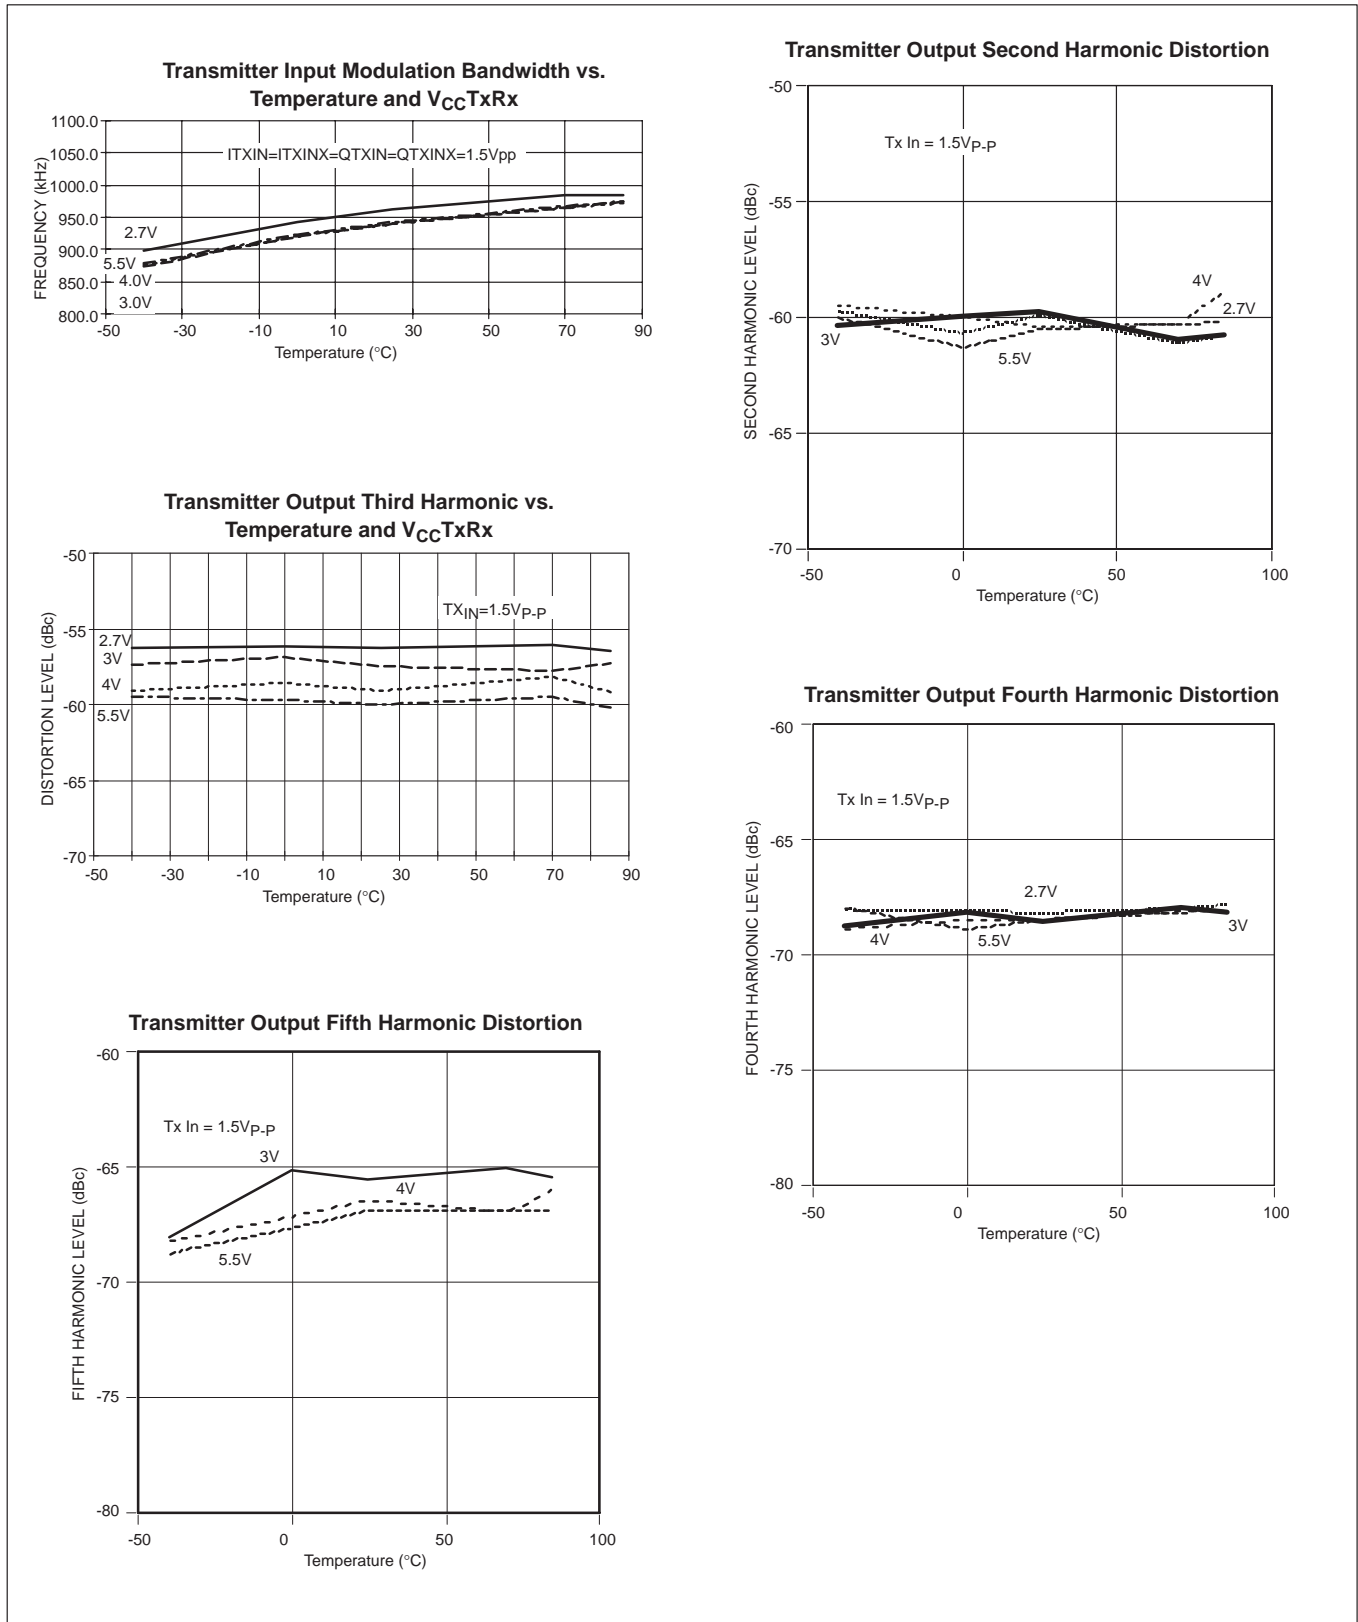 Transmitter Input Modulation Bandwidth vs.
Temperature and VCCTxRx
FREQUENCY (kHz)
1100.0
1050.0
1000.0
950.0
900.0
850.0
800.0
ITXIN=ITXINX=QTXIN=QTXINX=1.5Vpp
2.7V
5.5V
4.0V
3.0V
-50 -30 -10 10 30 50 70 90
Temperature (°C)
Transmitter Output Second Harmonic Distortion
SECOND HARMONIC LEVEL (dBc)
-50
-55
-60
-65
-70
Tx In = 1.5VP-P
4V
2.7V
3V
5.5V
-50 0 50 100
Temperature (°C)
Transmitter Output Third Harmonic vs.
Temperature and VCCTxRx
DISTORTION LEVEL (dBc)
-50
-55
-60
-65
-70
TXIN=1.5VP-P
2.7V
3V
4V
5.5V
-50 -30 -10 10 30 50 70 90
Temperature (°C)
Transmitter Output Fourth Harmonic Distortion
FOURTH HARMONIC LEVEL (dBc)
-60
-65
-70
-75
-80
Tx In = 1.5VP-P
2.7V
4V
5.5V
3V
-50 0 50 100
Temperature (°C)
Transmitter Output Fifth Harmonic Distortion
FIFTH HARMONIC LEVEL (dBc)
-60
-65
-70
-75
-80
Tx In = 1.5VP-P
3V
4V
5.5V
-50 0 50 100
Temperature (°C)